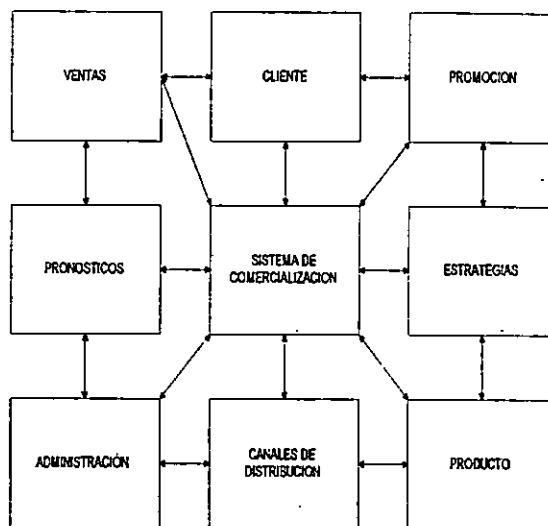 VENTAS
CLIENTE
PROMOCION
PRONOSTICOS
SISTEMA DE
COMERCIALIZACION
ESTRATEGIAS
ADMINISTRACIÓN
CANALES DE
DISTRIBUCION
PRODUCTO